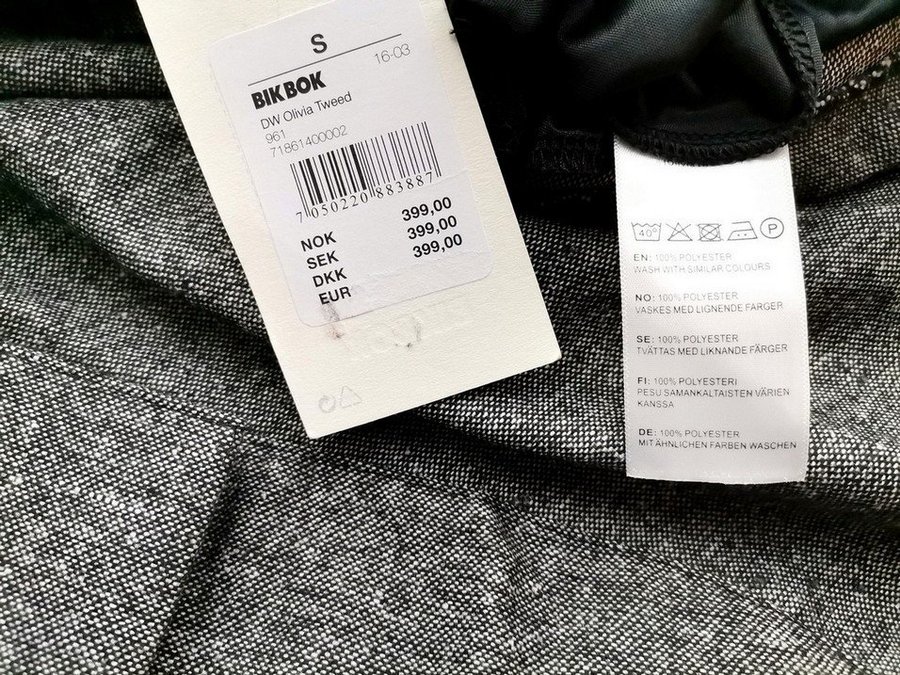 S
16-03
BIKBOK
DW Olivia Tweed
961
71861400002
7 050220 883887
NOK 399,00
SEK 399,00
DKK 399,00
EUR
40°
P
EN: 100% POLYESTER
WASH WITH SIMILAR COLOURS
NO: 100% POLYESTER
VASKES MED LIGNENDE FARGER
SE: 100% POLYESTER
TVÄTTAS MED LIKNANDE FÄRGER
FI: 100% POLYESTERI
PESU SAMANKALTAISTEN VÄRIEN
KANSSA
DE: 100% POLYESTER
MIT ÄHNLICHEN FARBEN WASCHEN